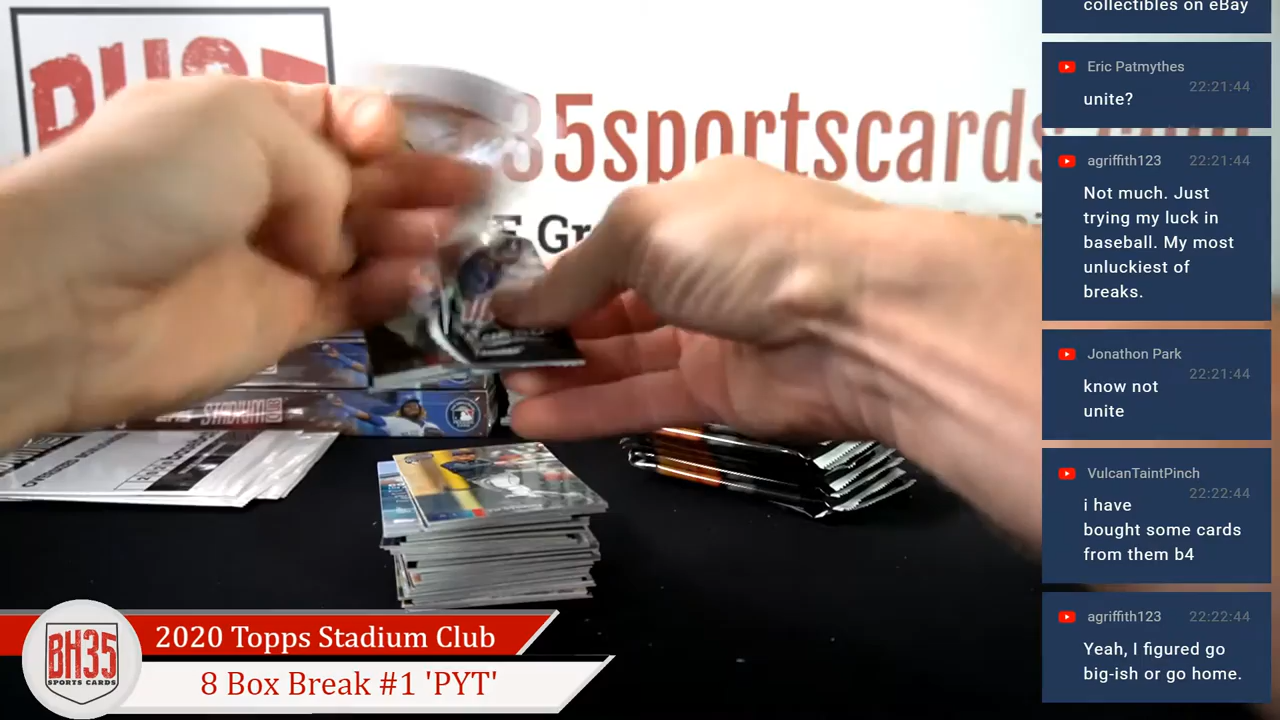 BH35
35sportscards
E Gr
STADIUM
2020 Topps Stadium Club
8 Box Break #1 'PYT'
BH35
SPORTS CARDS
collectibles on eBay
Eric Patmythes
22:21:44
unite?
agriffith123 22:21:44
Not much. Just
trying my luck in
baseball. My most
unluckiest of
breaks.
Jonathon Park
22:21:44
know not
unite
VulcanTaintPinch
22:22:44
i have
bought some cards
from them b4
agriffith123 22:22:44
Yeah, I figured go
big-ish or go home.